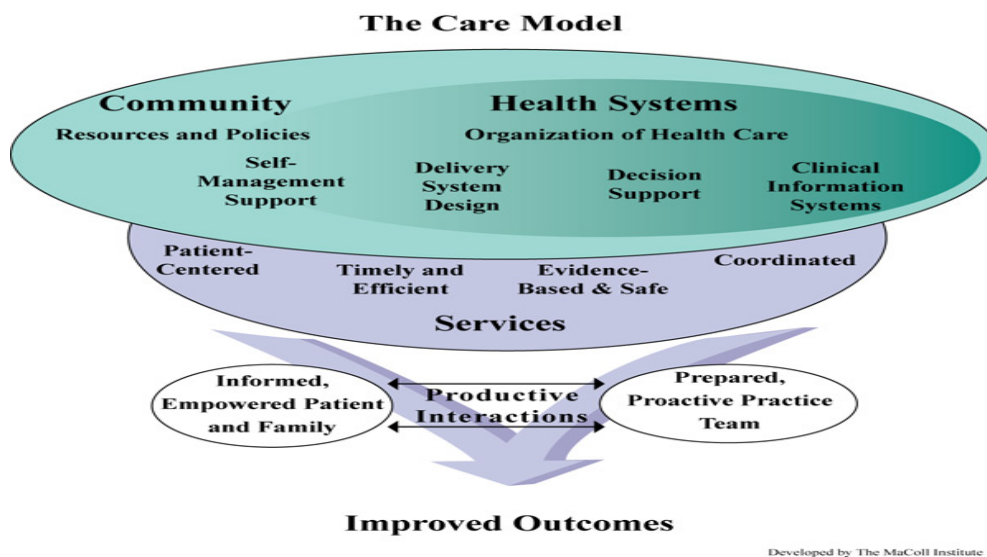 The Care Model
Community
Health Systems
Resources and Policies
Organization of Health Care
Self-
Management
Support
Delivery
System
Design
Decision
Support
Clinical
Information
Systems
Patient-
Centered
Timely and
Efficient
Evidence-
Based & Safe
Coordinated
Services
Informed,
Empowered Patient
and Family
Productive
Interactions
Prepared,
Proactive Practice
Team
Improved Outcomes
Developed by The MaColl Institute